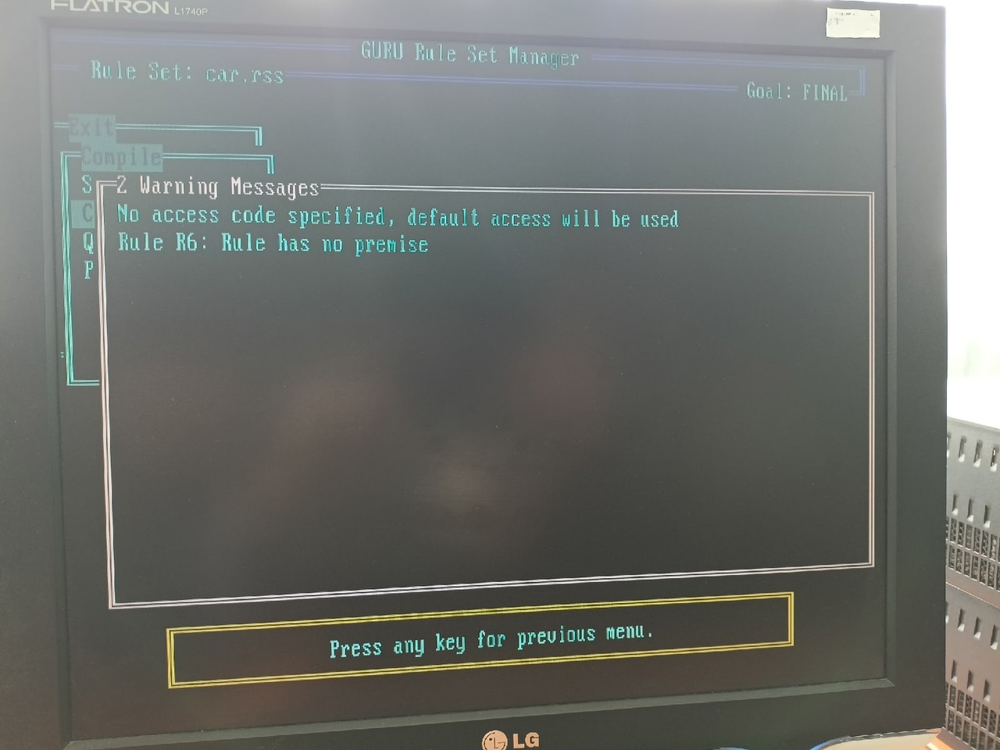 FLATRON L1740P
GURU Rule Set Manager
Rule Set: car.rss
Goal: FINAL
Exit
Compile
S
2 Warning Messages
C
No access code specified, default access will be used
Q
Rule R6: Rule has no premise
P
Press any key for previous menu.
LG